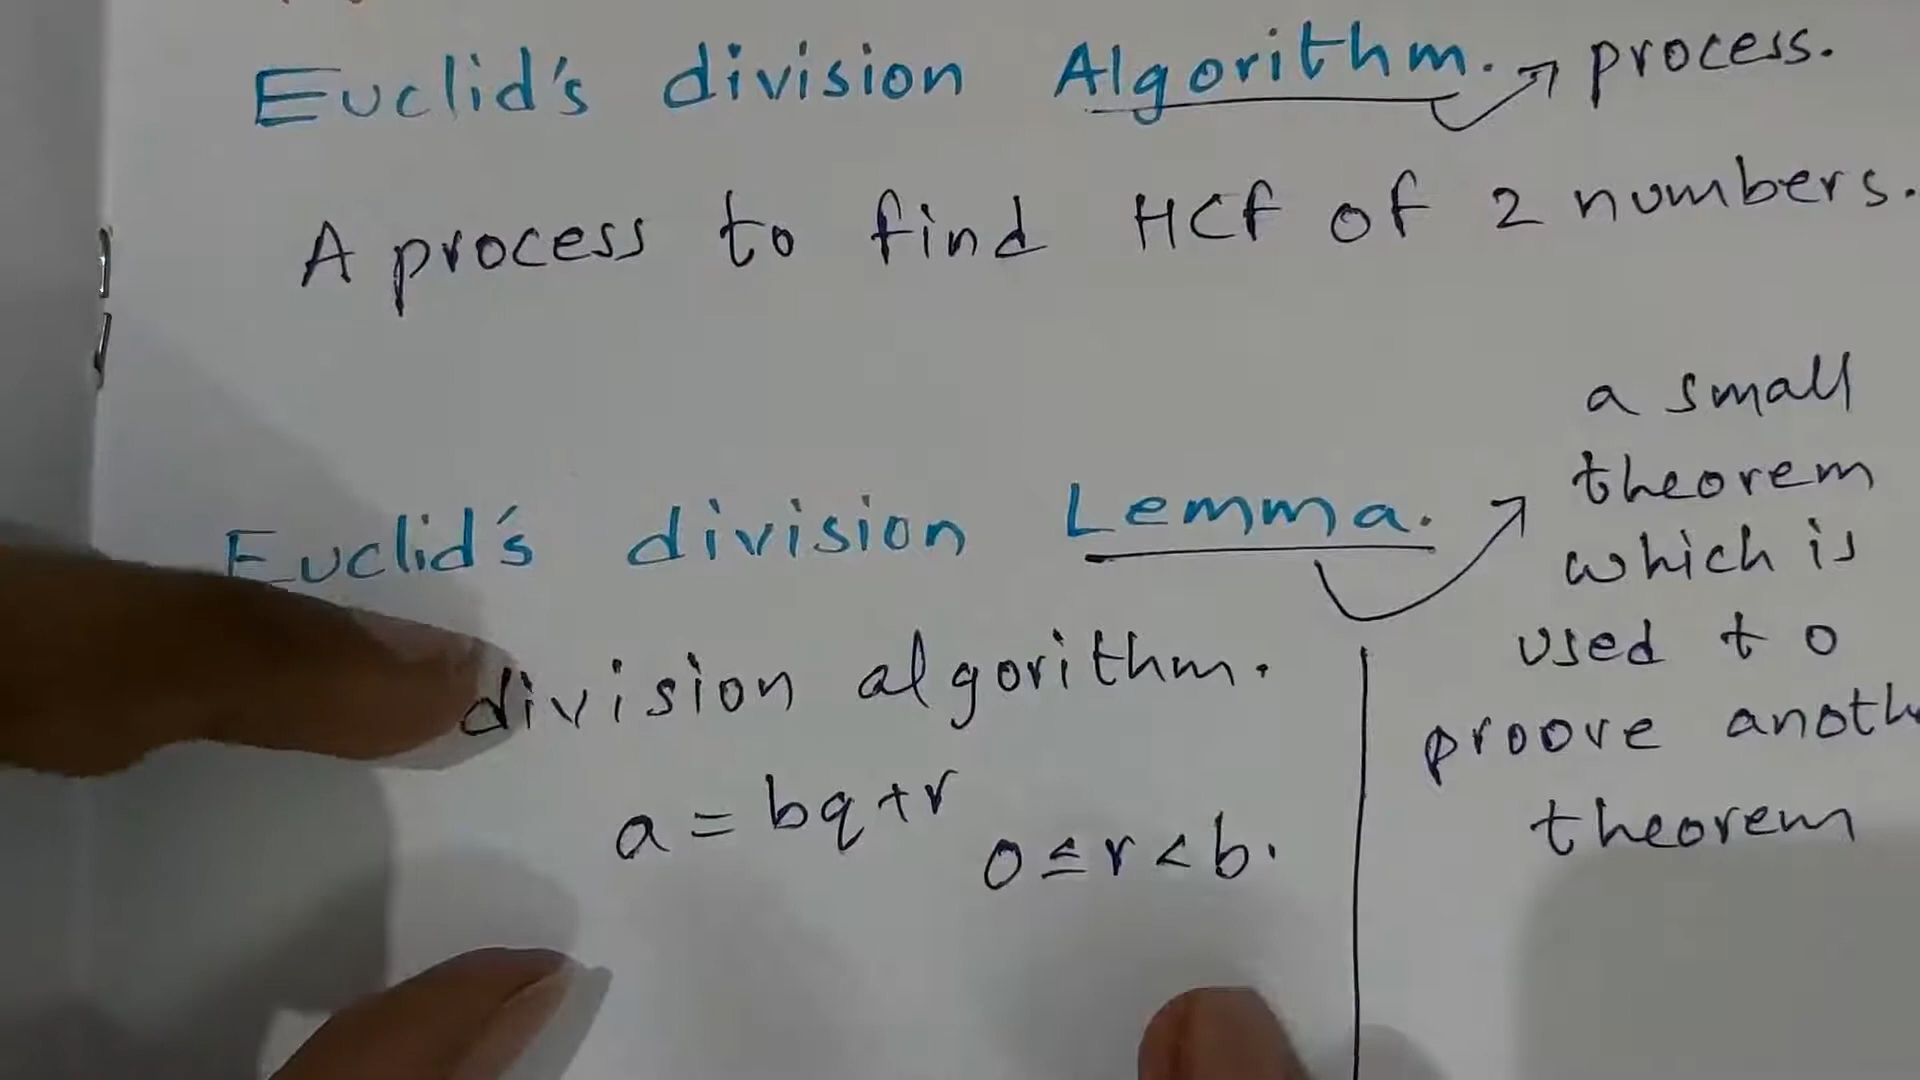 Euclid's division Algorithm. process.
A process to find HCf of 2 numbers.
Euclid's division Lemma.
division algorithm.
a = bq + r
0 ≤ r < b.
a small
theorem
which is
used to
proove
theorem